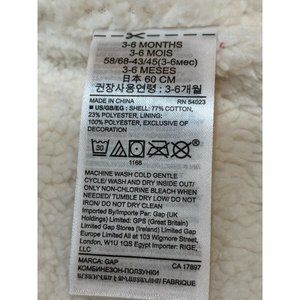 3-6 MONTHS
3-6 MOIS
58/68-43/45(3-6мес)
3-6 MESES
日本 60 CM
권장사용연령 : 3-6개월
MADE IN CHINA RN 54023
■ US/GB/EG : SHELL: 77% COTTON,
23% POLYESTER, LINING:
100% POLYESTER, EXCLUSIVE OF
DECORATION
30
1166
MACHINE WASH COLD GENTLE
CYCLE/ WASH AND DRY INSIDE OUT/
ONLY NON-CHLORINE BLEACH WHEN
NEEDED/ TUMBLE DRY LOW/ DO NOT
IRON/ DO NOT DRY CLEAN
Imported By/Importe Par: Gap (UK
Holdings) Limited. GPS (Great Britain)
Limited Gap Stores (Ireland) Limited Gap
Europe Limited All at 103 Wigmore Street,
London, W1U 1QS Egypt Importer: RIGE,
LLC
MARCA: GAP
КОМБИНЕЗОН-ПОЛЗУНКИ CA 17897